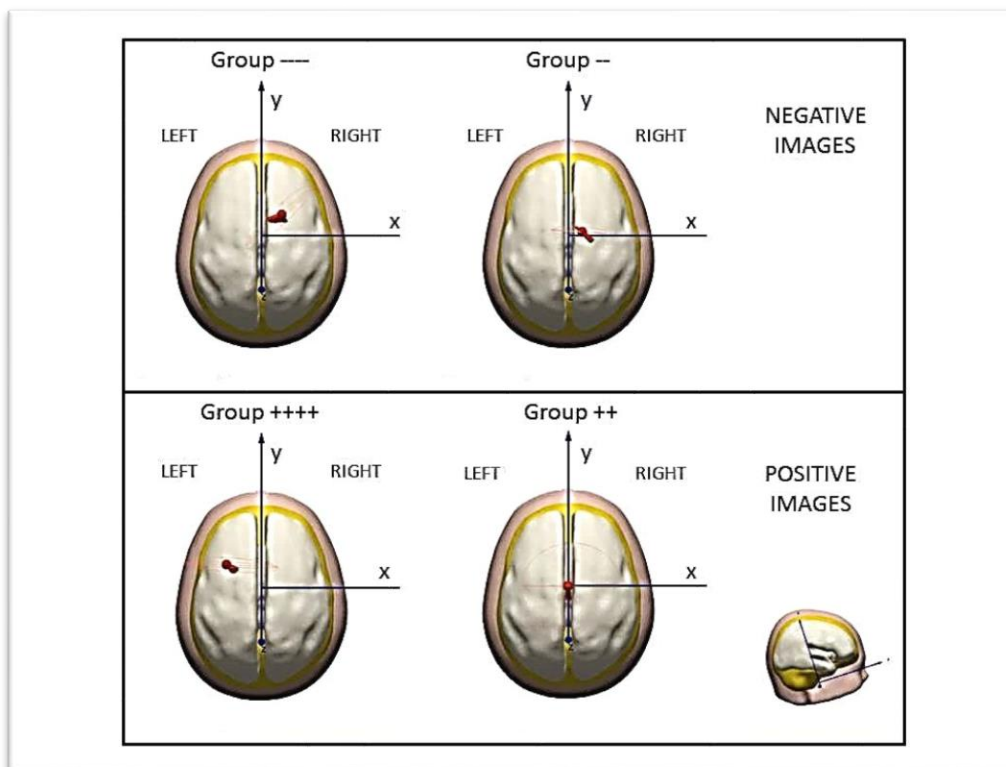 Group ----
Group --
y
y
LEFT
RIGHT
LEFT
RIGHT
NEGATIVE
IMAGES
x
x
z
z
Group ++++
Group ++
y
y
LEFT
RIGHT
LEFT
RIGHT
POSITIVE
IMAGES
x
x
z
z